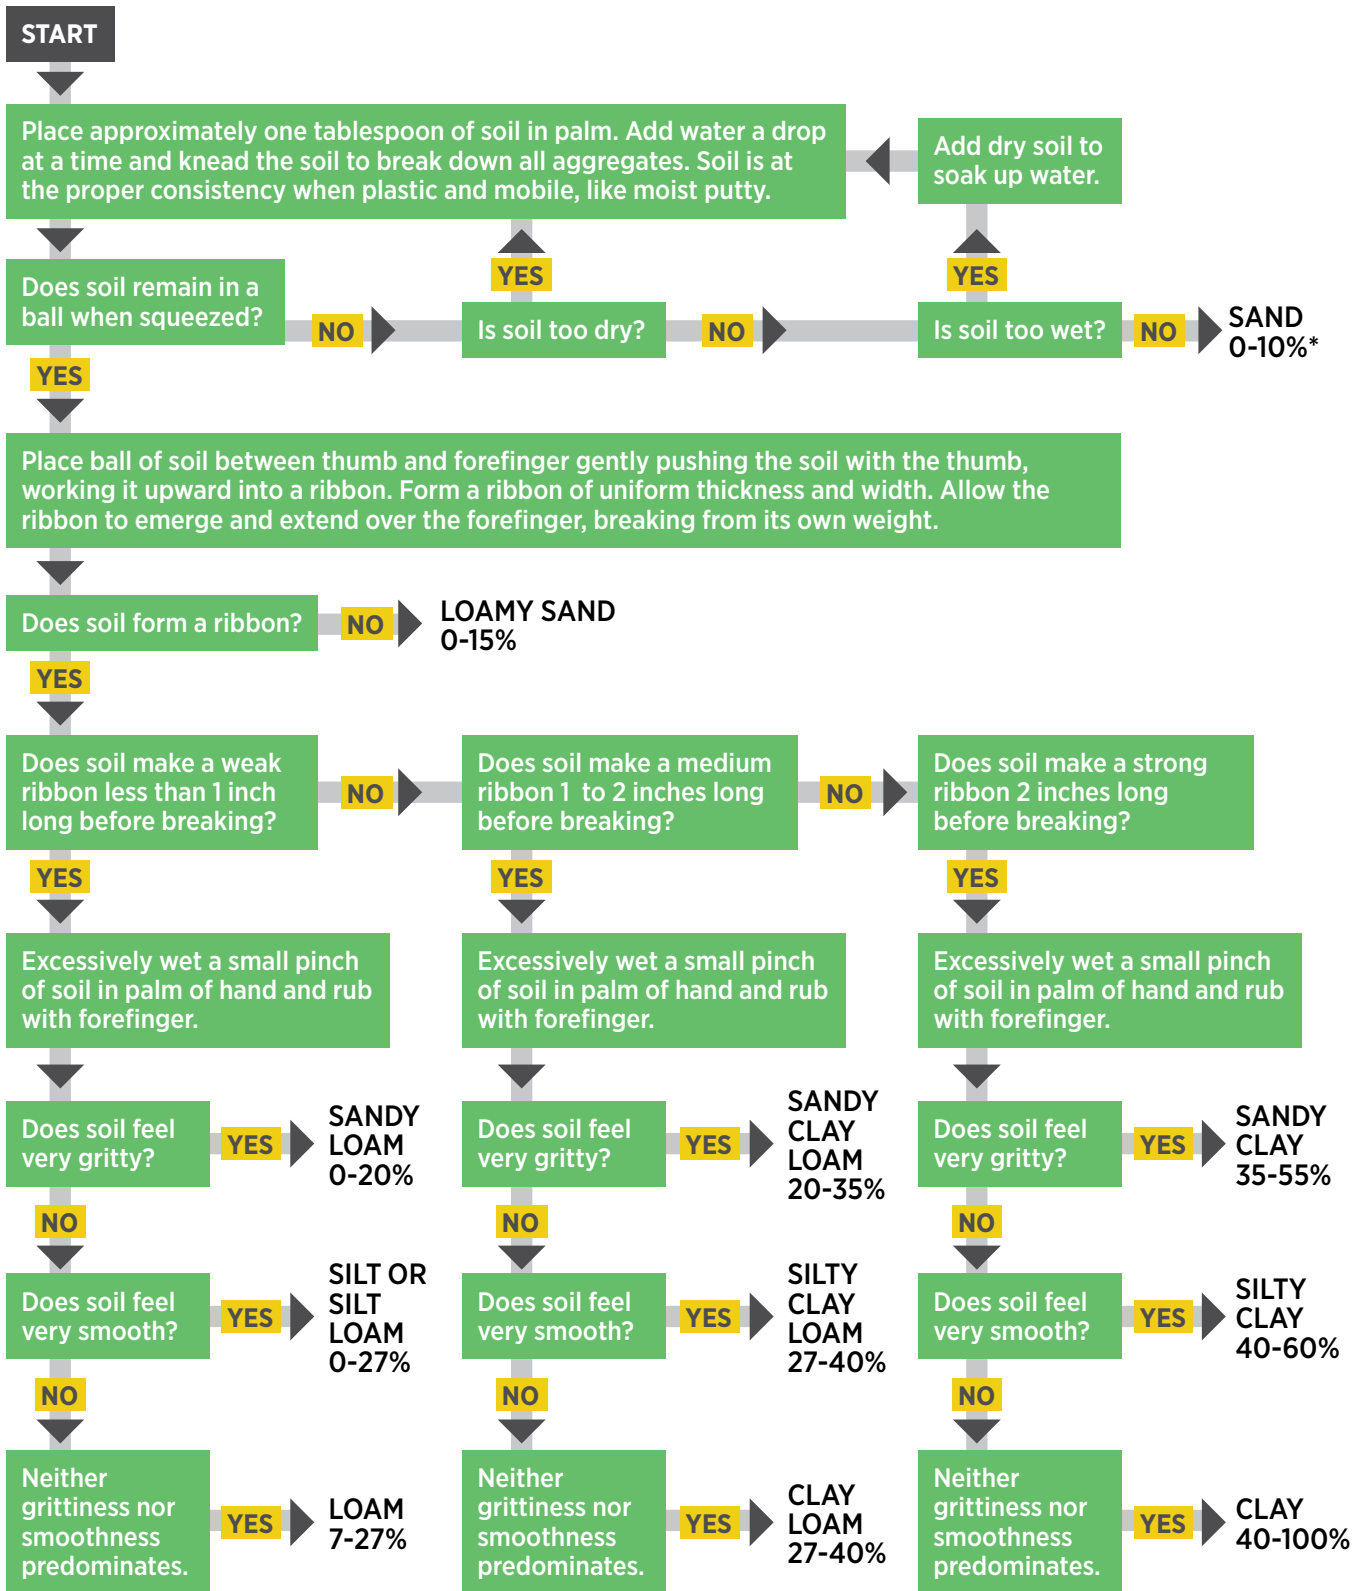 START
Place approximately one tablespoon of soil in palm. Add water a drop
at a time and knead the soil to break down all aggregates. Soil is at
the proper consistency when plastic and mobile, like moist putty.
Add dry soil to
soak up water.
YES
YES
Does soil remain in a
ball when squeezed?
NO
Is soil too dry?
NO
Is soil too wet?
NO
SAND
0-10%*
YES
Place ball of soil between thumb and forefinger gently pushing the soil with the thumb,
working it upward into a ribbon. Form a ribbon of uniform thickness and width. Allow the
ribbon to emerge and extend over the forefinger, breaking from its own weight.
Does soil form a ribbon?
NO
LOAMY SAND
0-15%
YES
Does soil make a weak
ribbon less than 1 inch
long before breaking?
NO
Does soil make a medium
ribbon 1 to 2 inches long
before breaking?
NO
Does soil make a strong
ribbon 2 inches long
before breaking?
YES
YES
YES
Excessively wet a small pinch
of soil in palm of hand and rub
with forefinger.
Excessively wet a small pinch
of soil in palm of hand and rub
with forefinger.
Excessively wet a small pinch
of soil in palm of hand and rub
with forefinger.
Does soil feel
very gritty?
YES
SANDY
LOAM
0-20%
Does soil feel
very gritty?
YES
SANDY
CLAY
LOAM
20-35%
Does soil feel
very gritty?
YES
SANDY
CLAY
35-55%
NO
NO
NO
Does soil feel
very smooth?
YES
SILT OR
SILT
LOAM
0-27%
Does soil feel
very smooth?
YES
SILTY
CLAY
LOAM
27-40%
Does soil feel
very smooth?
YES
SILTY
CLAY
40-60%
NO
NO
NO
Neither
grittiness nor
smoothness
predominates.
YES
LOAM
7-27%
Neither
grittiness nor
smoothness
predominates.
YES
CLAY
LOAM
27-40%
Neither
grittiness nor
smoothness
predominates.
YES
CLAY
40-100%